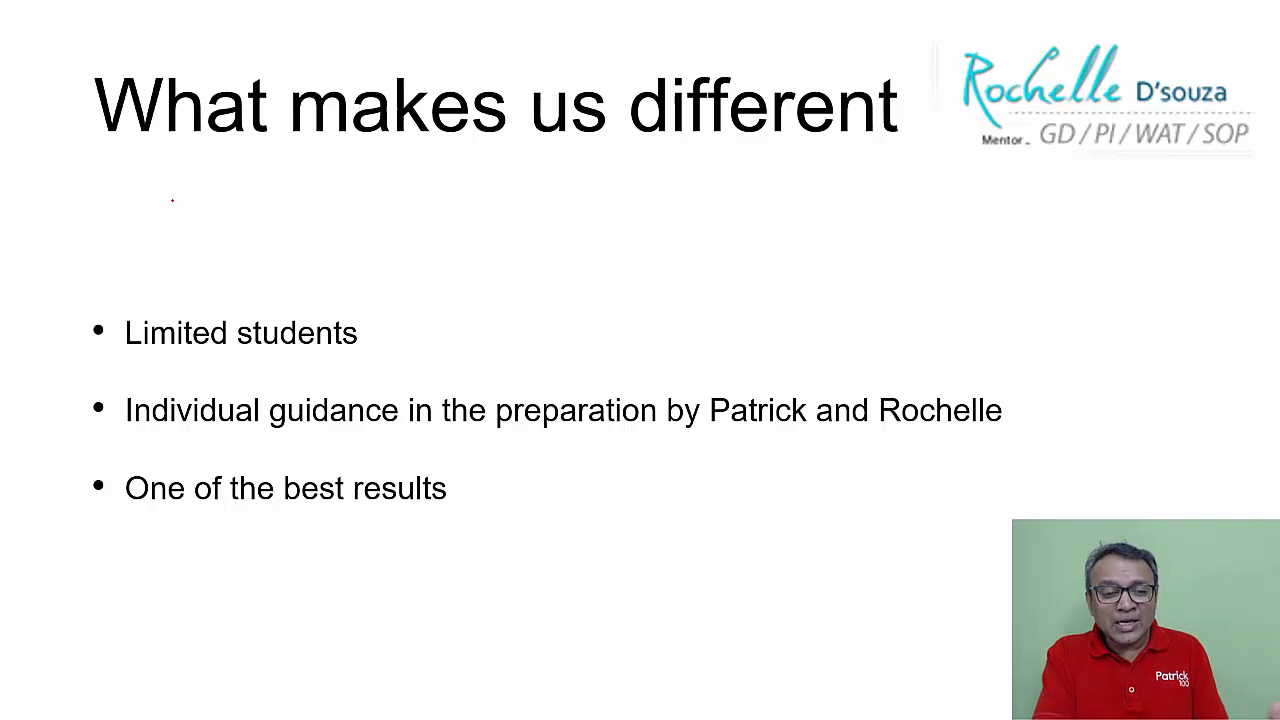 What makes us different
Rochelle D'souza
Mentor_ GD / PI / WAT / SOP
• Limited students
• Individual guidance in the preparation by Patrick and Rochelle
• One of the best results
Patrick
100